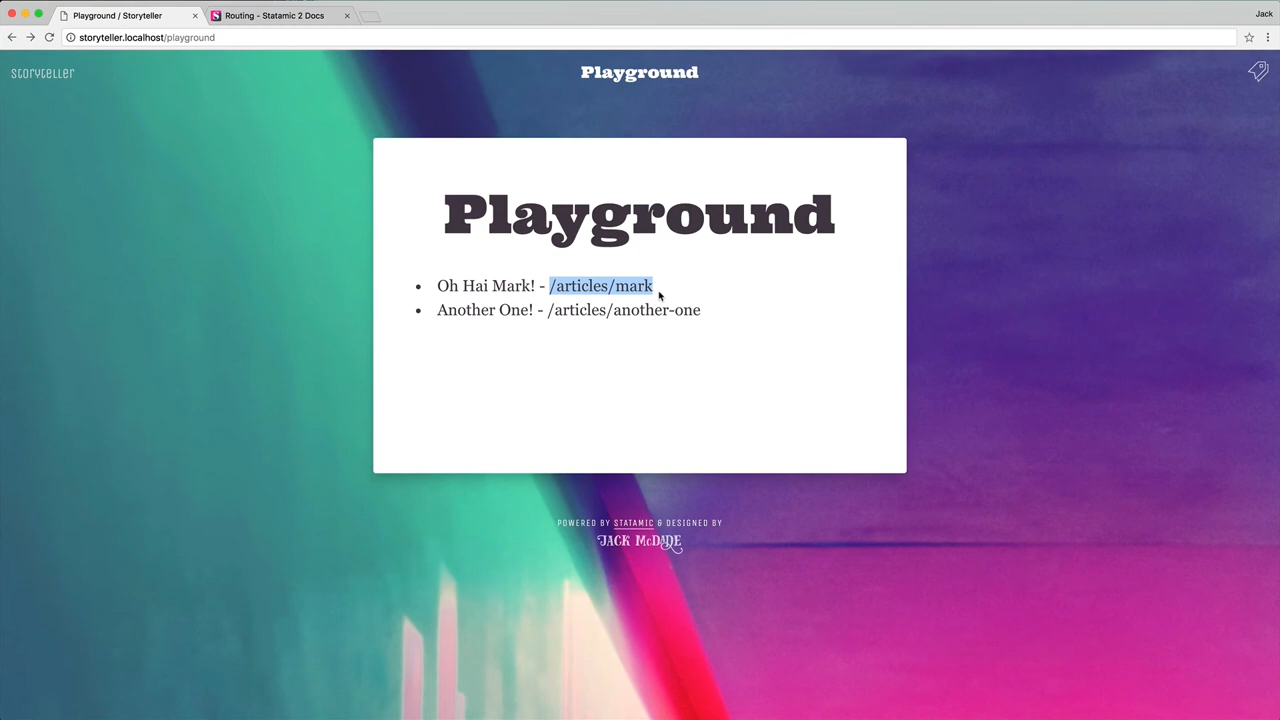 Playground / Storyteller
Routing - Statamic 2 Docs
Jack
storyteller.localhost/playground
storyteller
Playground
Playground
Oh Hai Mark! - /articles/mark
Another One! - /articles/another-one
POWERED BY STATAMIC & DESIGNED BY
JACK McDADE